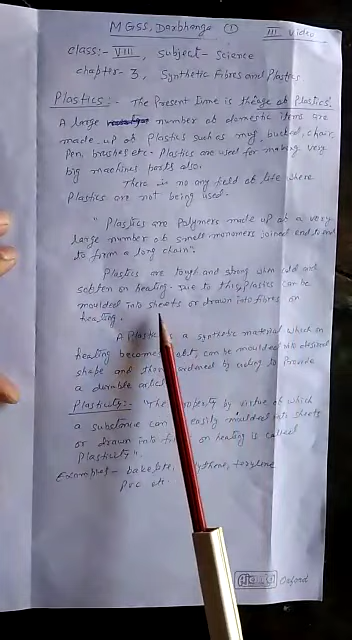 MGSS, Darbhanga ① III video
class:- VIII, subject- science
chapter- 3, Synthetic Fibres and Plastics
Plastics:- The Present time is the age of Plastics.
A large number of domestic items are
made up of Plastics such as mug, bucket, chair,
Pen, brushes etc. Plastics are used for making very
big machines parts also.
There is no any field of life where
Plastics are not being used.
"Plastics are Polymers made up of a very
large number of small monomers joined end to end
to form a long chain".
Plastics are tough and strong when cold and
soften on heating. Due to this Plastics can be
moulded into sheets or drawn into fibres on
heating.
A Plastic is a synthetic material which on
heating becomes soft, can be moulded into desired
shape and then hardened by cooling to Provide
a durable article
Plasticity:- "The Property by virtue of which
a substance can easily moulded into sheets
or drawn into on heating is called
Plasticity".
Examples- bakelite, terylene
PVC etc.
Oxford